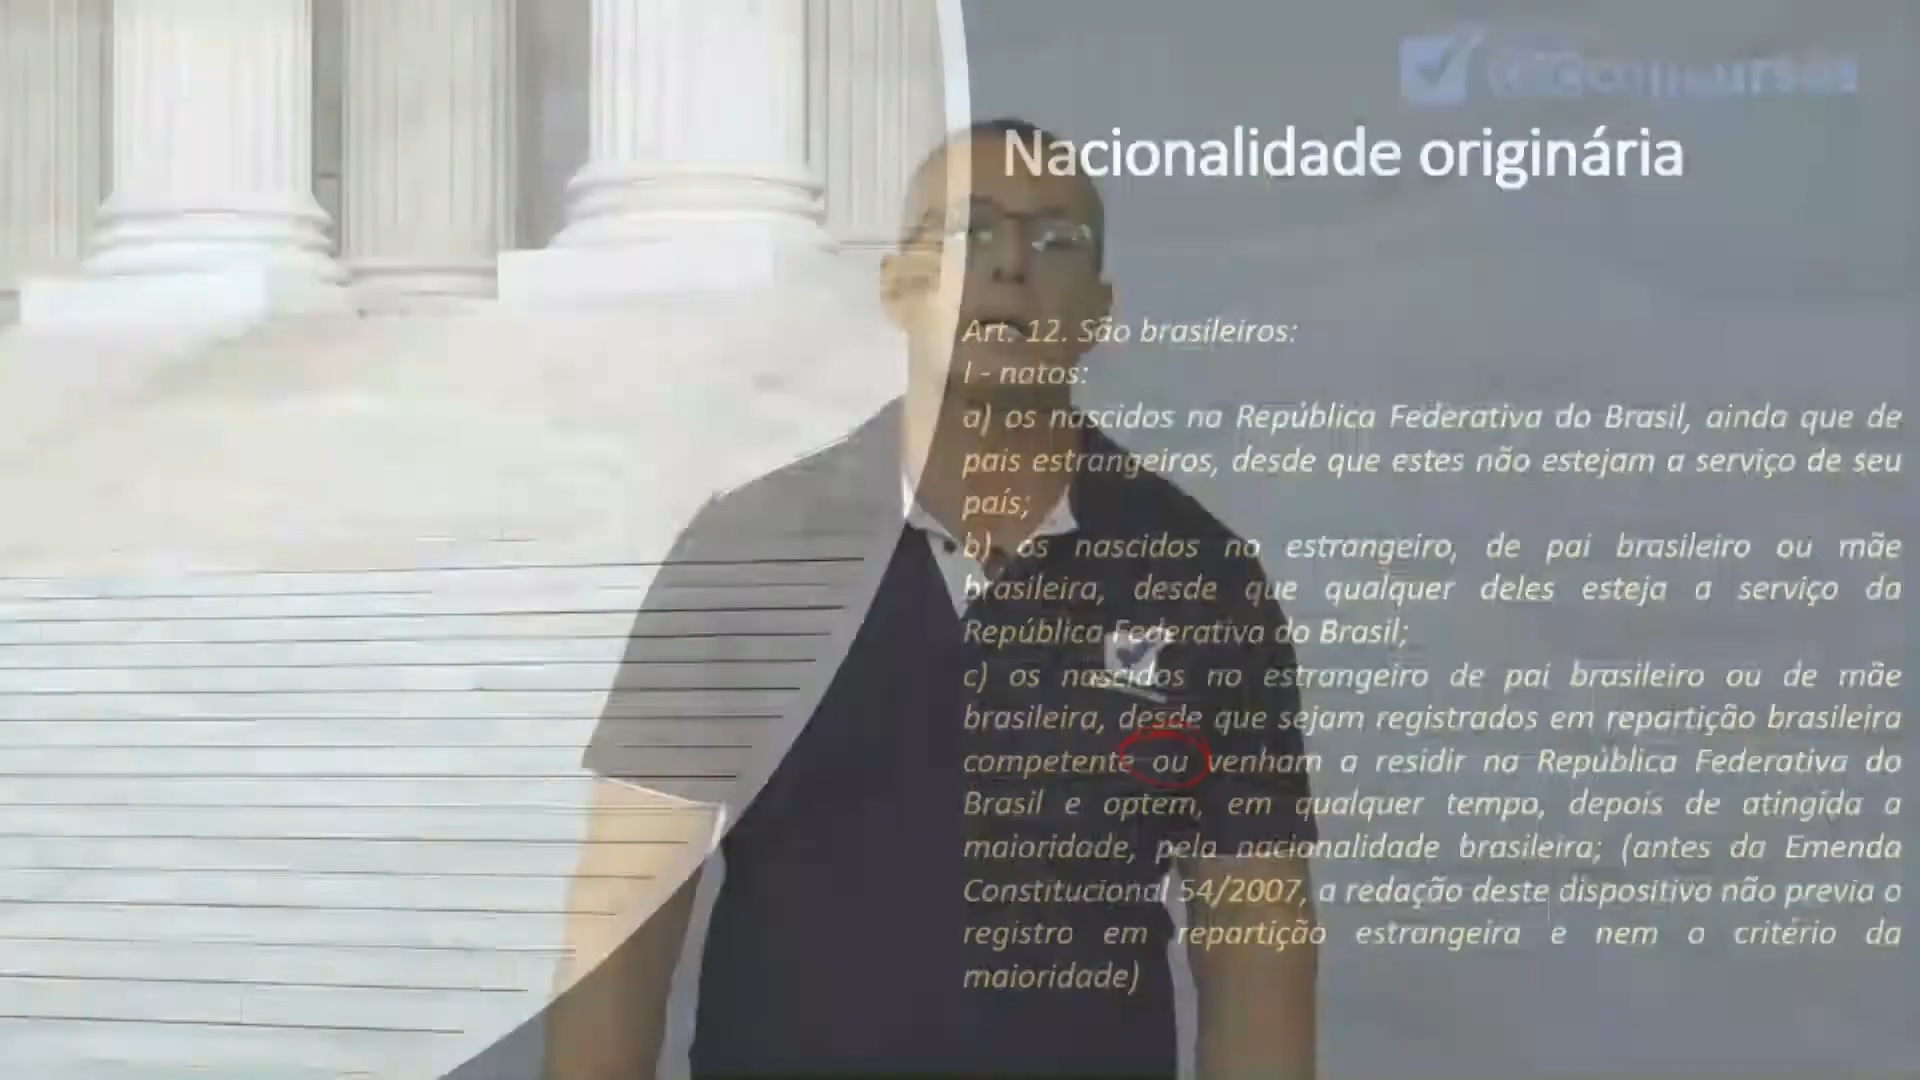 Nacionalidade originária
Art. 12. São brasileiros:
I - natos:
a) os nascidos na República Federativa do Brasil, ainda que de
pais estrangeiros, desde que estes não estejam a serviço de seu
país;
b) os nascidos no estrangeiro, de pai brasileiro ou mãe
brasileira, desde que qualquer deles esteja a serviço da
República Federativa do Brasil;
c) os nascidos no estrangeiro de pai brasileiro ou de mãe
brasileira, desde que sejam registrados em repartição brasileira
competente ou venham a residir na República Federativa do
Brasil e optem, em qualquer tempo, depois de atingida a
maioridade, pela nacionalidade brasileira; (antes da Emenda
Constitucional 54/2007, a redação deste dispositivo não previa o
registro em repartição estrangeira e nem o critério da
maioridade)